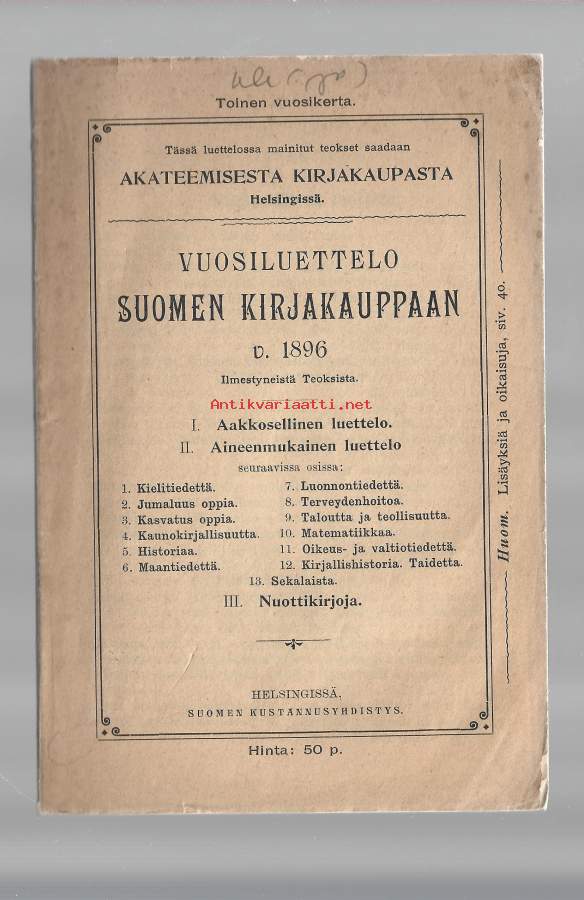 Toinen vuosikerta.
Tässä luettelossa mainitut teokset saadaan
AKATEEMISESTA KIRJAKAUPASTA
Helsingissä.
VUOSILUETTELO
SUOMEN KIRJAKAUPPAAN
v. 1896
Ilmestyneistä Teoksista.
Antikvariaatti.net
I. Aakkosellinen luettelo.
II. Aineenmukainen luettelo
seuraavissa osissa:
1. Kielitiedettä.
2. Jumaluus oppia.
3. Kasvatus oppia.
4. Kaunokirjallisuutta.
5. Historiaa.
6. Maantiedettä.
7. Luonnontiedettä.
8. Terveydenhoitoa.
9. Taloutta ja teollisuutta.
10. Matematiikkaa.
11. Oikeus- ja valtiotiedettä.
12. Kirjallishistoria. Taidetta.
13. Sekalaista.
III. Nuottikirjoja.
HELSINGISSÄ,
SUOMEN KUSTANNUSYHDISTYS.
Hinta: 50 p.
Huom. Lisäyksiä ja oikaisuja, siv. 40.